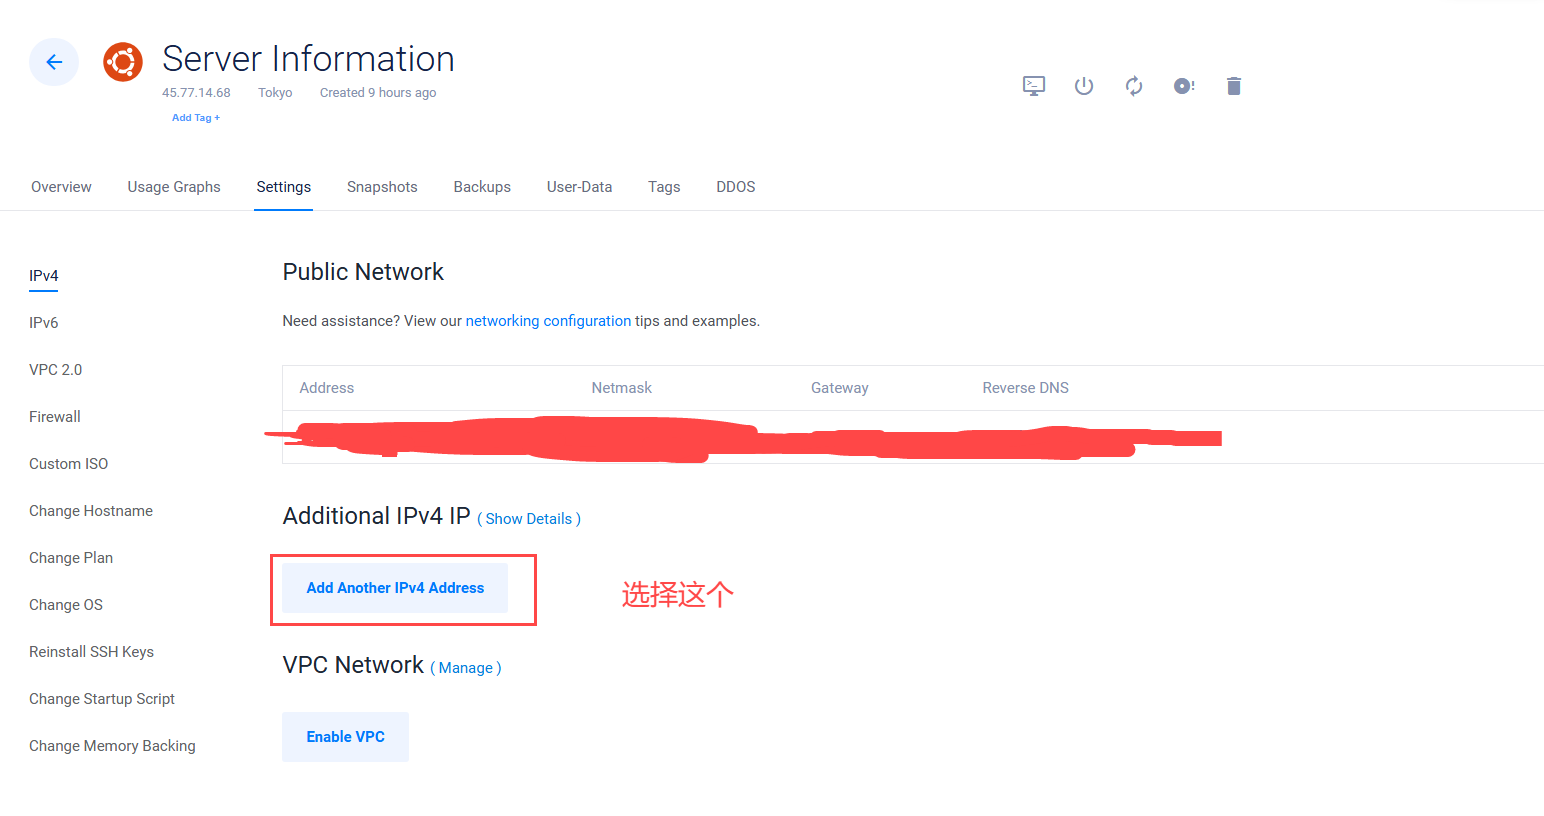 Server Information
45.77.14.68 Tokyo Created 9 hours ago
Add Tag +
Overview Usage Graphs Settings Snapshots Backups User-Data Tags DDOS
IPv4
IPv6
VPC 2.0
Firewall
Custom ISO
Change Hostname
Change Plan
Change OS
Reinstall SSH Keys
Change Startup Script
Change Memory Backing
Public Network
Need assistance? View our networking configuration tips and examples.
Address Netmask Gateway Reverse DNS
Additional IPv4 IP ( Show Details )
Add Another IPv4 Address
选择这个
VPC Network ( Manage )
Enable VPC